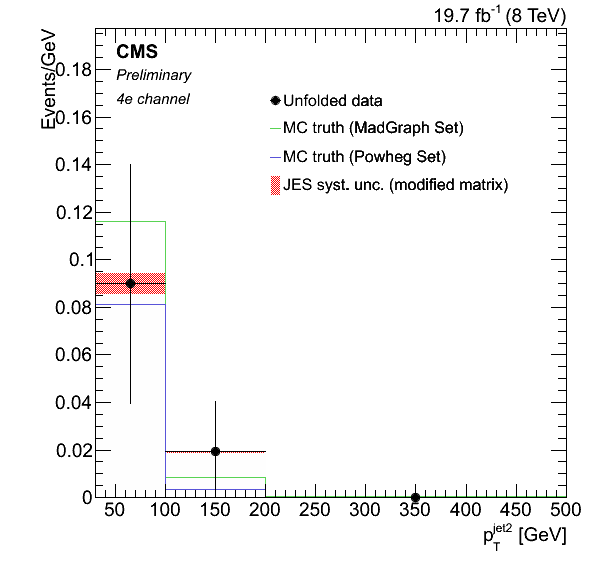 19.7 fb⁻¹ (8 TeV)
CMS
Preliminary
4e channel
Unfolded data
MC truth (MadGraph Set)
MC truth (Powheg Set)
JES syst. unc. (modified matrix)
Events/GeV
0.18
0.16
0.14
0.12
0.1
0.08
0.06
0.04
0.02
0
50 100 150 200 250 300 350 400 450 500
p_T^jet2 [GeV]